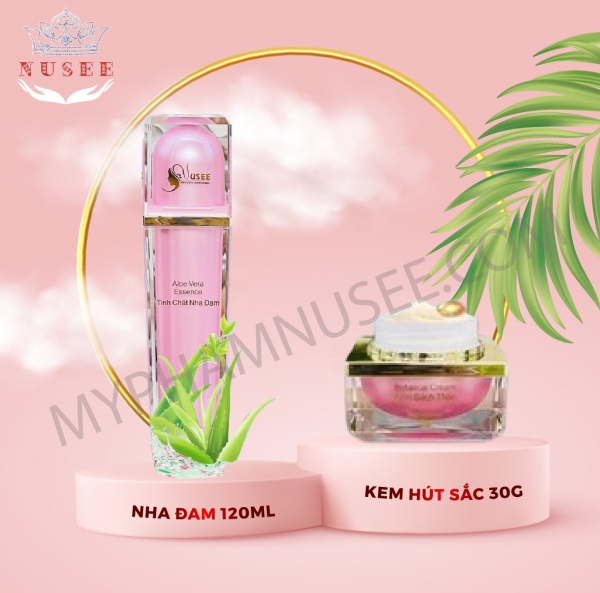 NUSEE
NUSEE
Aloe Vera
Essence
Tinh Chất Nha Đam
MYPHAMNUSEE.COM
NHA ĐAM 120ML
KEM HÚT SẮC 30G